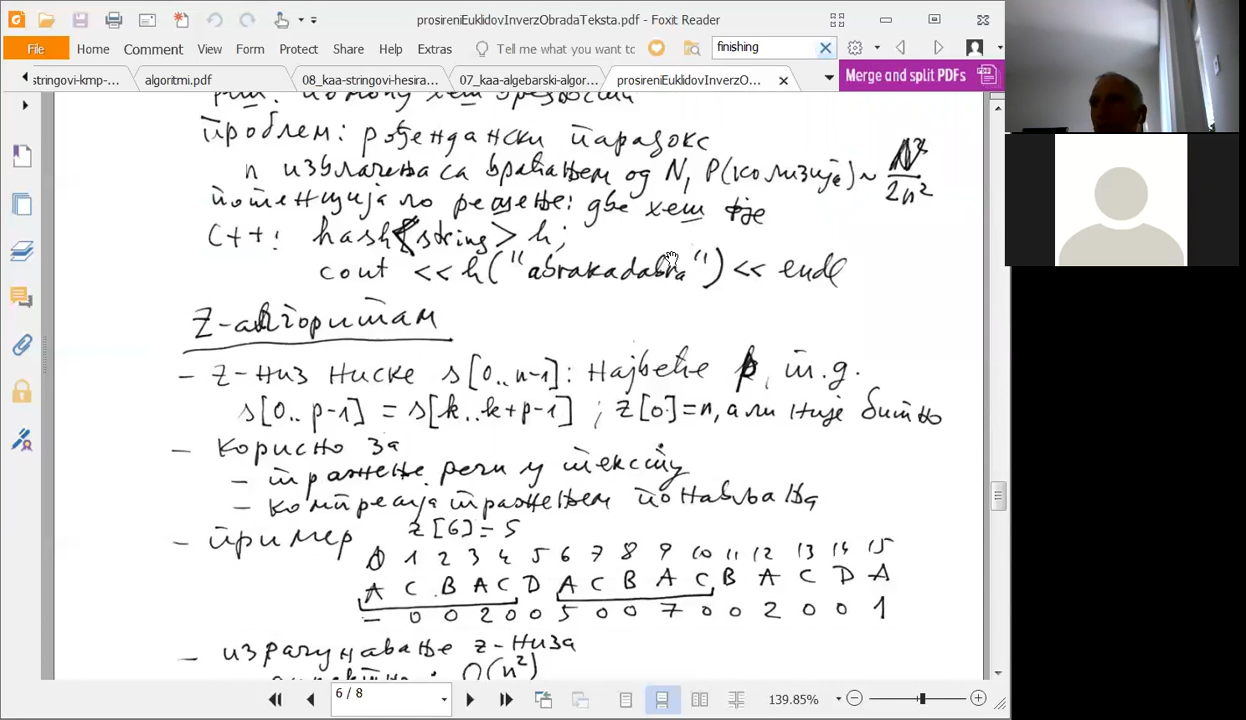 prosireniEuklidovInverzObradaTeksta.pdf - Foxit Reader
File Home Comment View Form Protect Share Help Extras Tell me what you want to finishing
stringovi-kmp-... algoritmi.pdf 08_kaa-stringovi-hesira... 07_kaa-algebarski-algor... prosireniEuklidovInverzO... Merge and split PDFs
проблем: рођендански парадокс
n извлачења са враћањем од N, P(колизија) ~ N² / 2n²
потенцијално решење: две хеш фје
C++: hash<string> h;
cout << h("abrakadabra") << endl
Z-алгоритам
- Z-низ ниске s[0..n-1]: Највеће p, т.д.
s[0..p-1] = s[k..k+p-1] ; z[0]=n, али није битно
- корисно за
- тражење речи у тексту
- компресија тражењем понављања
- пример z[6]=5
0 1 2 3 4 5 6 7 8 9 10 11 12 13 14 15
A C B A C D A C B A C B A C D A
- 0 0 2 0 0 5 0 0 7 0 0 2 0 0 1
- израчунавање z-низа
O(n²)
6 / 8
139.85%